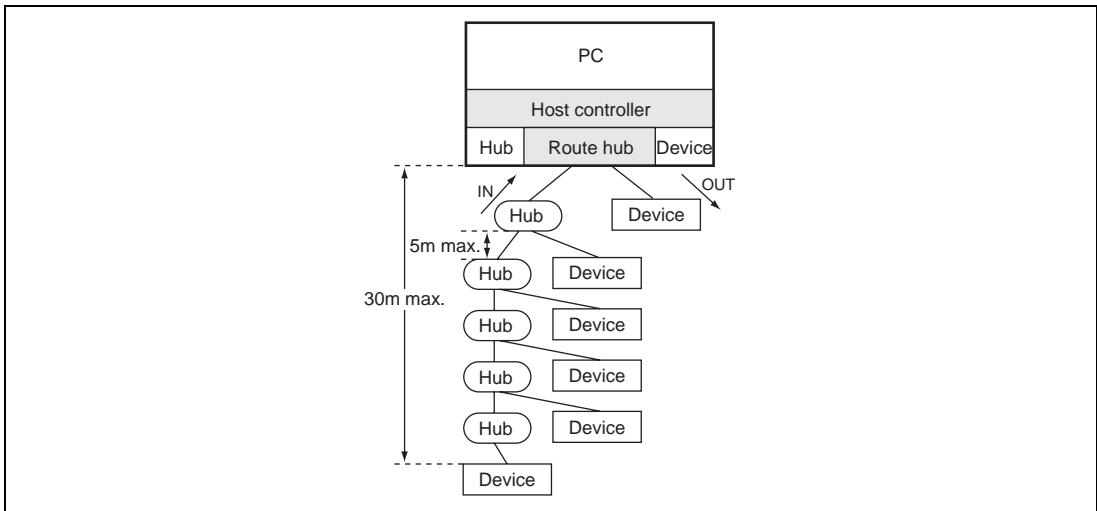 PC
Host controller
Hub Route hub Device
IN
OUT
Hub Device
5m max.
Hub Device
30m max.
Hub Device
Hub Device
Hub Device
Device